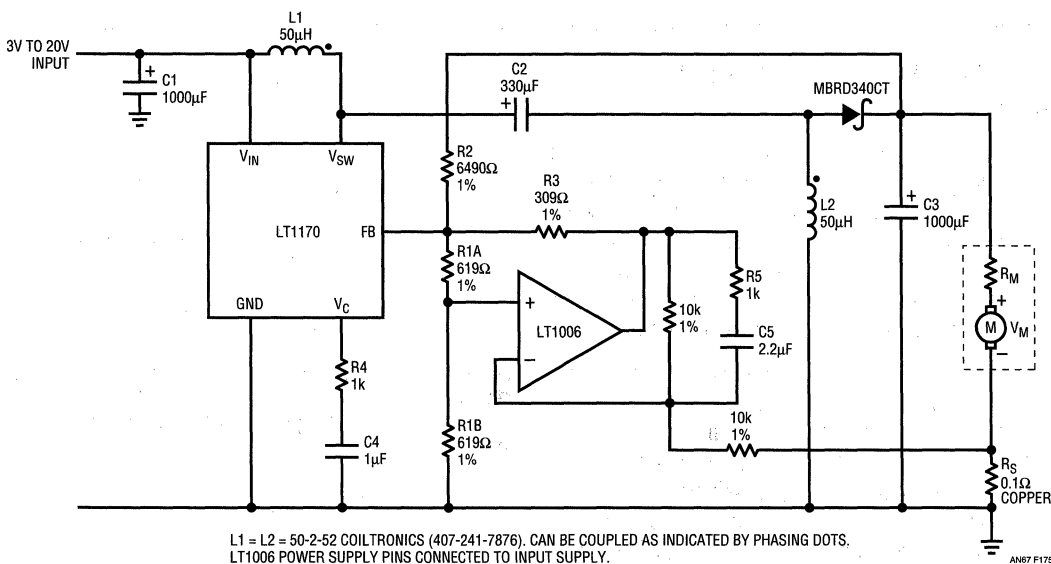 3V TO 20V
INPUT
C1
1000µF
L1
50µH
C2
330µF
MBRD340CT
VIN
VSW
LT1170
FB
GND
VC
R2
6490Ω
1%
R3
309Ω
1%
R1A
619Ω
1%
+
LT1006
–
10k
1%
R5
1k
C5
2.2µF
L2
50µH
C3
1000µF
RM
+
M
VM
–
R4
1k
C4
1µF
R1B
619Ω
1%
10k
1%
RS
0.1Ω
COPPER
L1 = L2 = 50-2-52 COILTRONICS (407-241-7876). CAN BE COUPLED AS INDICATED BY PHASING DOTS.
LT1006 POWER SUPPLY PINS CONNECTED TO INPUT SUPPLY.
AN67 F175